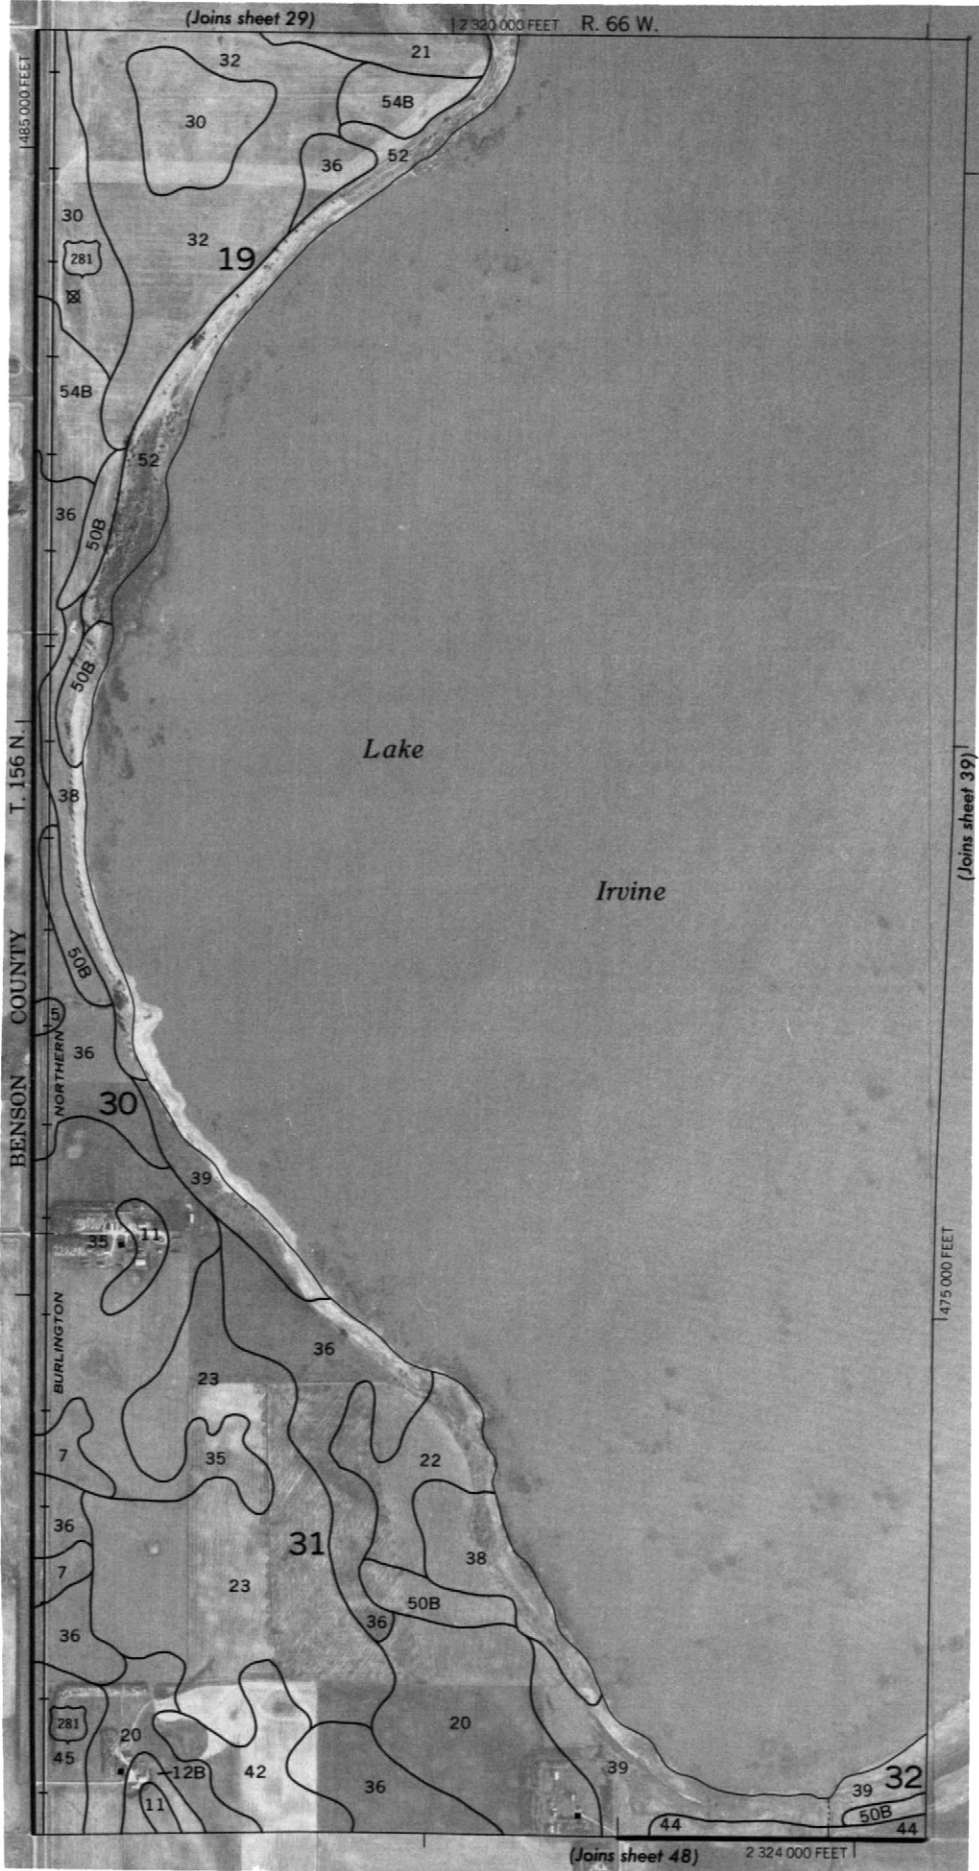 (Joins sheet 29)
2 320 000 FEET
R. 66 W.
485 000 FEET
32
21
54B
30
52
36
30
32
19
281
54B
52
36
50B
50B
T. 156 N.
Lake
(Joins sheet 39)
38
Irvine
BENSON COUNTY
50B
5
36
NORTHERN
30
39
35
11
475 000 FEET
BURLINGTON
36
23
7
35
22
36
31
38
7
23
50B
36
36
281
20
20
45
12B
42
39
32
39
36
11
50B
44
44
(Joins sheet 48)
2 324 000 FEET